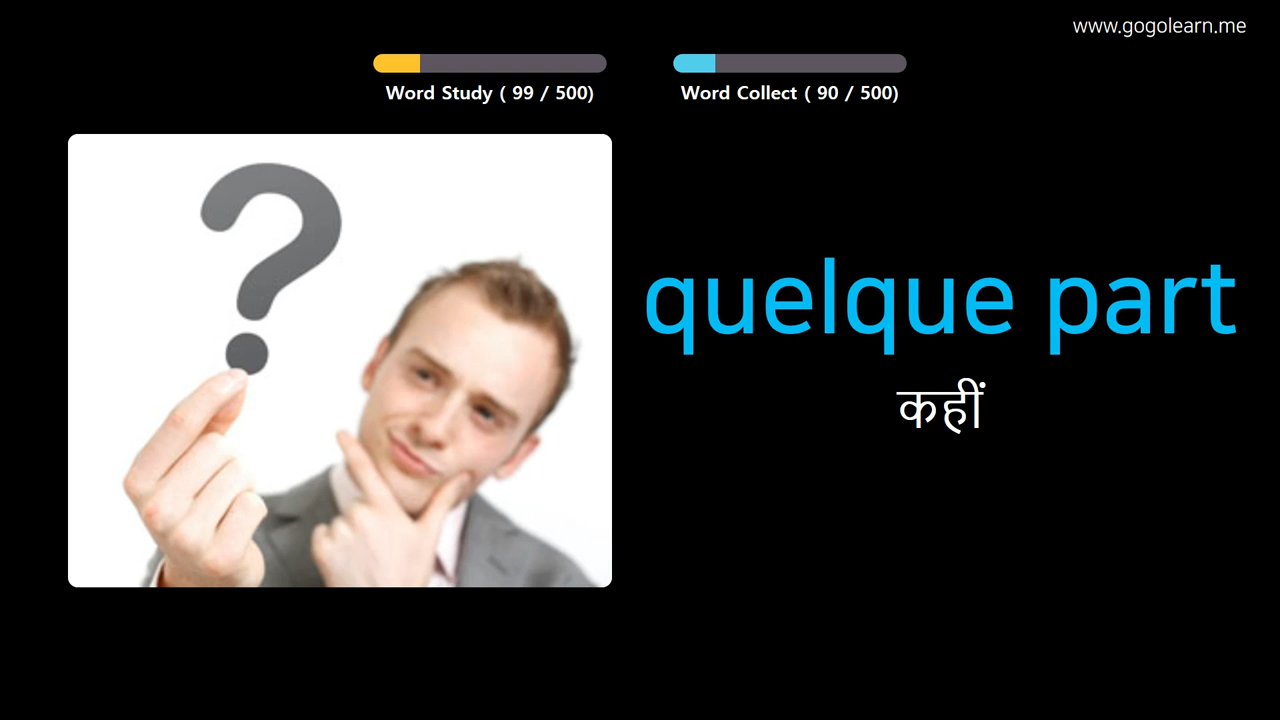 www.gogolearn.me
Word Study ( 99 / 500)
Word Collect ( 90 / 500)
quelque part
कहीं